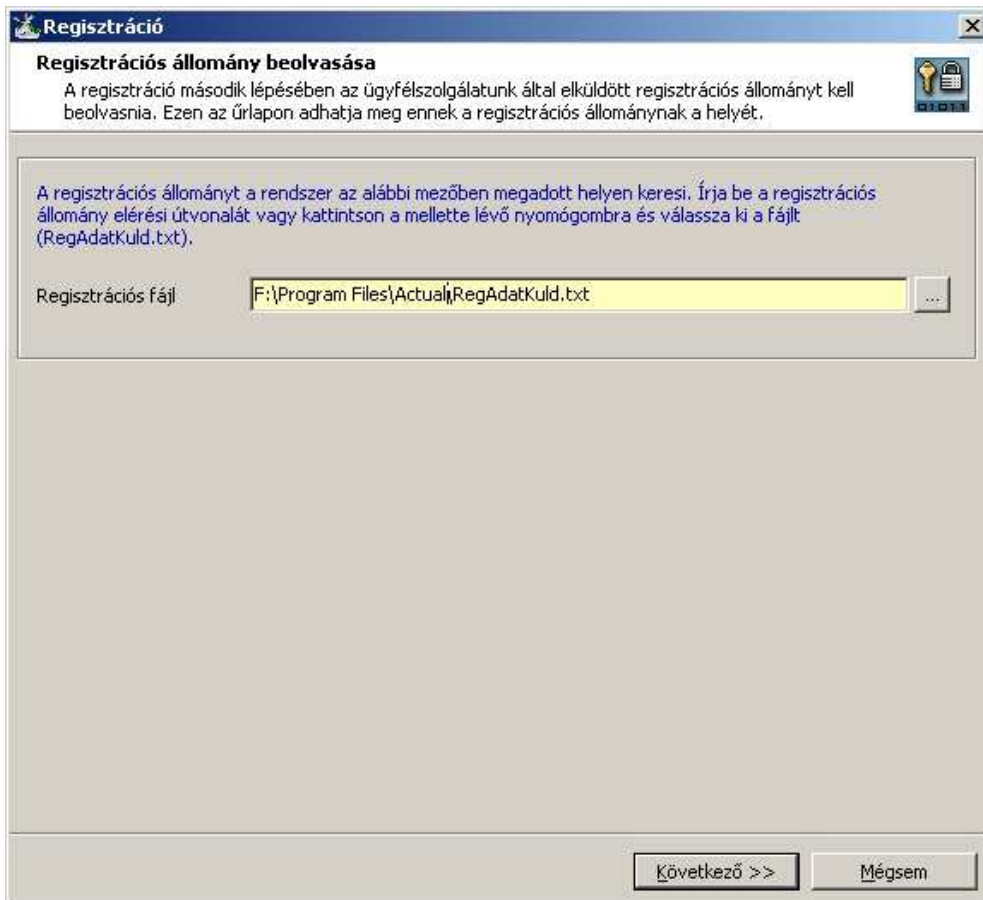 Regisztráció
Regisztrációs állomány beolvasása
A regisztráció második lépésében az ügyfélszolgálatunk által elküldött regisztrációs állományt kell
beolvasnia. Ezen az űrlapon adhatja meg ennek a regisztrációs állománynak a helyét.
01011
A regisztrációs állományt a rendszer az alábbi mezőben megadott helyen keresi. Írja be a regisztrációs
állomány elérési útvonalát vagy kattintson a mellette lévő nyomógombra és válassza ki a fájlt
(RegAdatKuld.txt).
Regisztrációs fájl
F:\Program Files\Actual\RegAdatKuld.txt
...
Következő >>
Mégsem